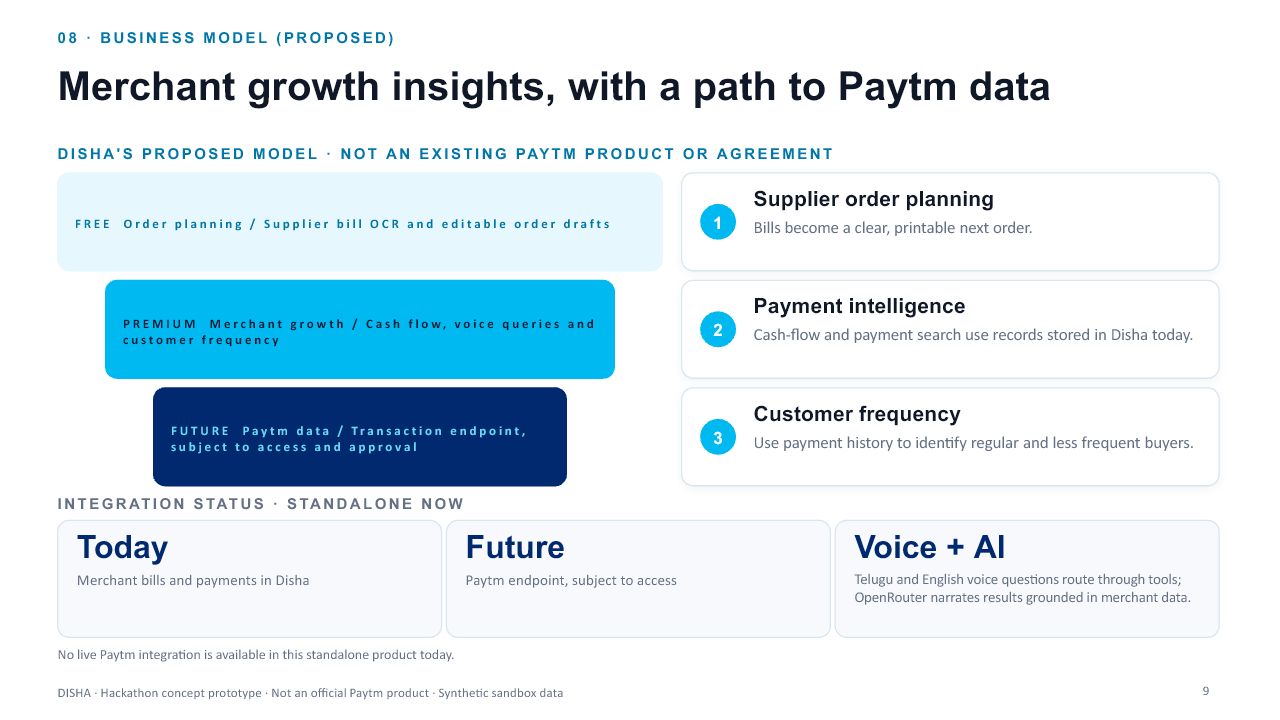 08 · BUSINESS MODEL (PROPOSED)
Merchant growth insights, with a path to Paytm data
DISHA'S PROPOSED MODEL · NOT AN EXISTING PAYTM PRODUCT OR AGREEMENT
FREE Order planning / Supplier bill OCR and editable order drafts
PREMIUM Merchant growth / Cash flow, voice queries and
customer frequency
FUTURE Paytm data / Transaction endpoint,
subject to access and approval
1
Supplier order planning
Bills become a clear, printable next order.
2
Payment intelligence
Cash-flow and payment search use records stored in Disha today.
3
Customer frequency
Use payment history to identify regular and less frequent buyers.
INTEGRATION STATUS · STANDALONE NOW
Today
Merchant bills and payments in Disha
Future
Paytm endpoint, subject to access
Voice + AI
Telugu and English voice questions route through tools;
OpenRouter narrates results grounded in merchant data.
No live Paytm integration is available in this standalone product today.
DISHA · Hackathon concept prototype · Not an official Paytm product · Synthetic sandbox data
9